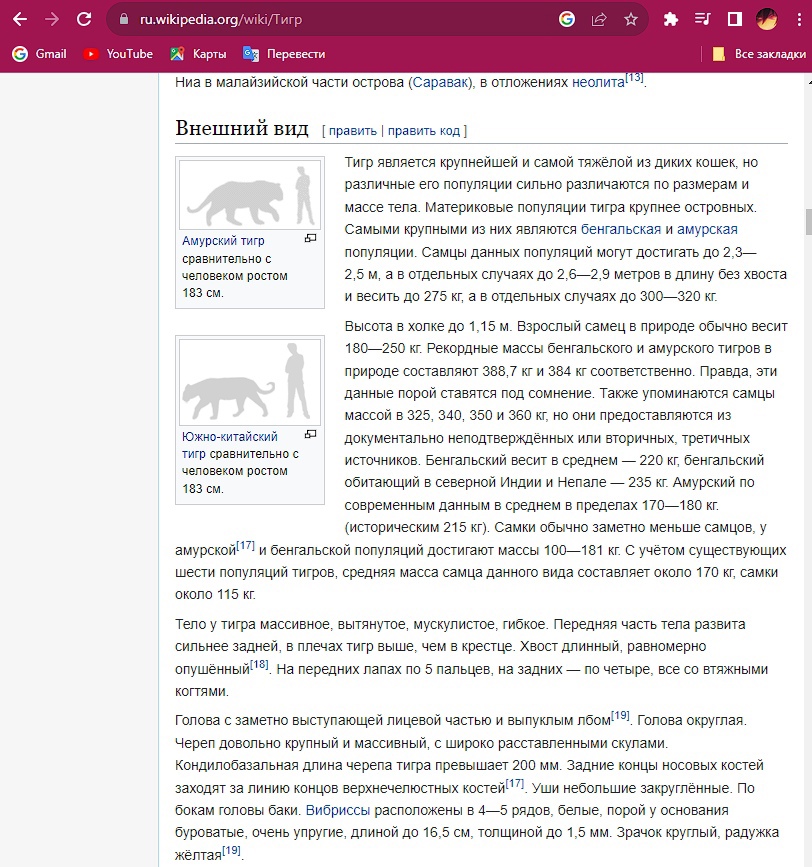 ru.wikipedia.org/wiki/Тигр
Gmail
YouTube
Карты
Перевести
Все закладки
Ниа в малайзийской части острова (Саравак), в отложениях неолита[13].
Внешний вид [ править | править код ]
Амурский тигр
сравнительно с
человеком ростом
183 см.
Южно-китайский
тигр сравнительно с
человеком ростом
183 см.
Тигр является крупнейшей и самой тяжёлой из диких кошек, но
различные его популяции сильно различаются по размерам и
массе тела. Материковые популяции тигра крупнее островных.
Самыми крупными из них являются бенгальская и амурская
популяции. Самцы данных популяций могут достигать до 2,3—
2,5 м, а в отдельных случаях до 2,6—2,9 метров в длину без хвоста
и весить до 275 кг, а в отдельных случаях до 300—320 кг.
Высота в холке до 1,15 м. Взрослый самец в природе обычно весит
180—250 кг. Рекордные массы бенгальского и амурского тигров в
природе составляют 388,7 кг и 384 кг соответственно. Правда, эти
данные порой ставятся под сомнение. Также упоминаются самцы
массой в 325, 340, 350 и 360 кг, но они предоставляются из
документально неподтверждённых или вторичных, третичных
источников. Бенгальский весит в среднем — 220 кг, бенгальский
обитающий в северной Индии и Непале — 235 кг. Амурский по
современным данным в среднем в пределах 170—180 кг.
(историческим 215 кг). Самки обычно заметно меньше самцов, у
амурской[17] и бенгальской популяций достигают массы 100—181 кг. С учётом существующих
шести популяций тигров, средняя масса самца данного вида составляет около 170 кг, самки
около 115 кг.
Тело у тигра массивное, вытянутое, мускулистое, гибкое. Передняя часть тела развита
сильнее задней, в плечах тигр выше, чем в крестце. Хвост длинный, равномерно
опушённый[18]. На передних лапах по 5 пальцев, на задних — по четыре, все со втяжными
когтями.
Голова с заметно выступающей лицевой частью и выпуклым лбом[19]. Голова округлая.
Череп довольно крупный и массивный, с широко расставленными скулами.
Кондилобазальная длина черепа тигра превышает 200 мм. Задние концы носовых костей
заходят за линию концов верхнечелюстных костей[17]. Уши небольшие закруглённые. По
бокам головы баки. Вибриссы расположены в 4—5 рядов, белые, порой у основания
буроватые, очень упругие, длиной до 16,5 см, толщиной до 1,5 мм. Зрачок круглый, радужка
жёлтая[19].